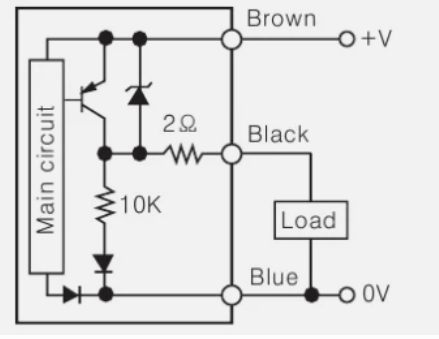 Brown
+V
2Ω
Black
Main circuit
10K
Load
Blue
0V